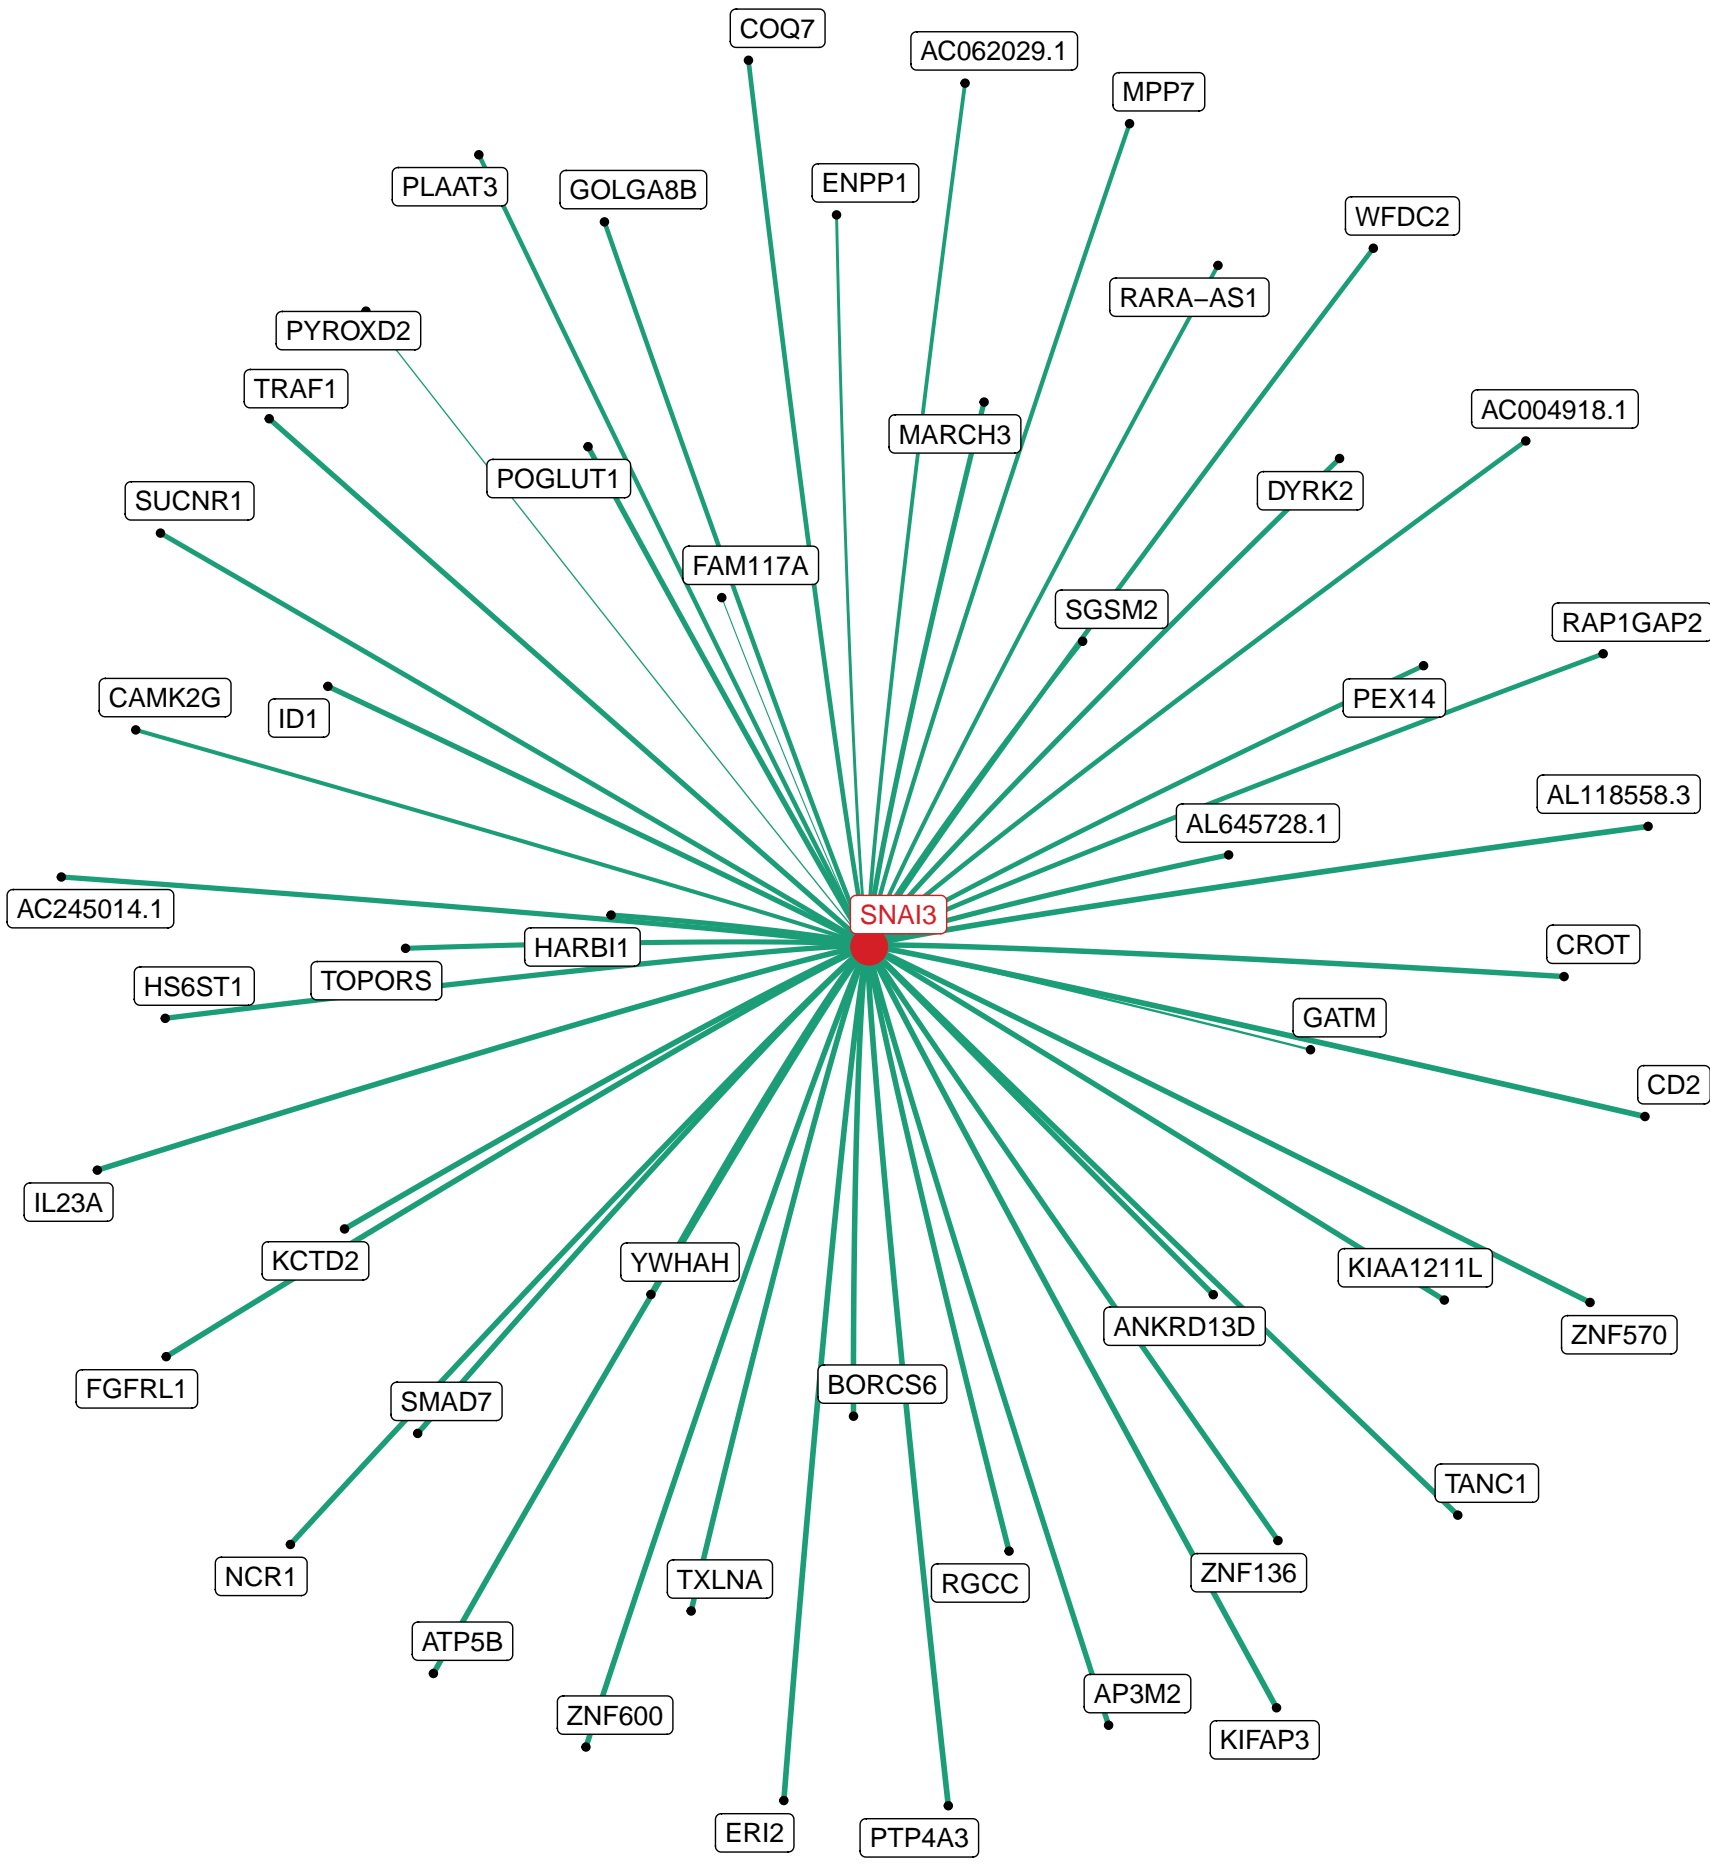 COQ7
AC062029.1
MPP7
PLAAT3
GOLGA8B
ENPP1
WFDC2
RARA−AS1
PYROXD2
TRAF1
AC004918.1
MARCH3
POGLUT1
DYRK2
SUCNR1
FAM117A
SGSM2
RAP1GAP2
CAMK2G
ID1
PEX14
AL118558.3
AL645728.1
AC245014.1
SNAI3
HARBI1
CROT
TOPORS
HS6ST1
GATM
CD2
IL23A
KCTD2
YWHAH
KIAA1211L
ANKRD13D
ZNF570
FGFRL1
BORCS6
SMAD7
TANC1
NCR1
TXLNA
RGCC
ZNF136
ATP5B
AP3M2
ZNF600
KIFAP3
ERI2
PTP4A3